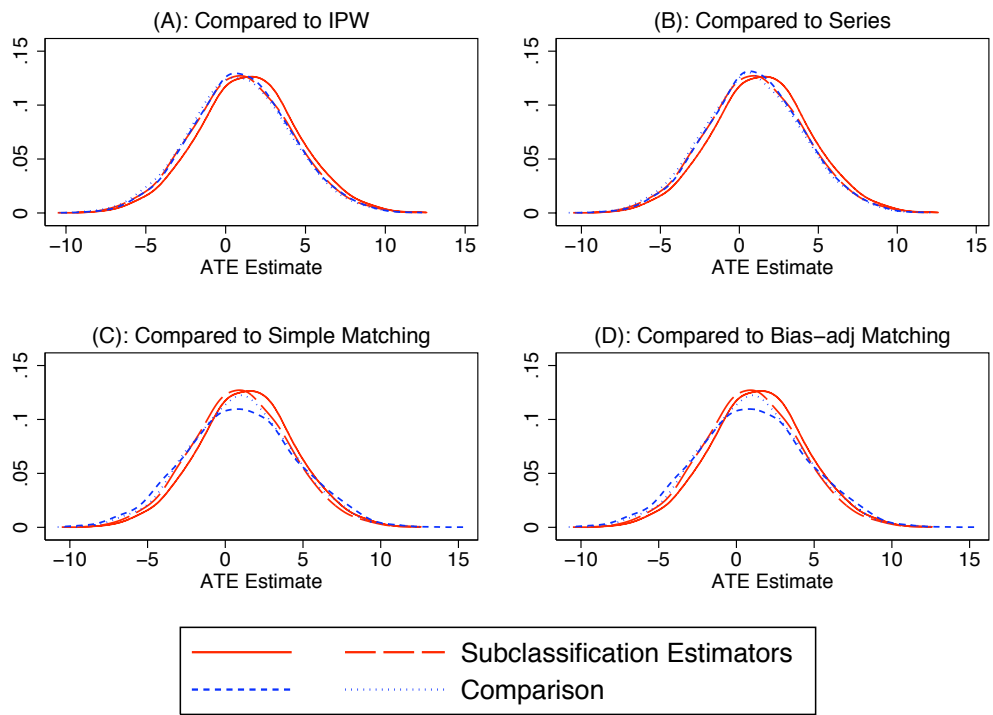 (A): Compared to IPW
.15
.1
.05
0
−10 −5 0 5 10 15
ATE Estimate
(B): Compared to Series
.15
.1
.05
0
−10 −5 0 5 10 15
ATE Estimate
(C): Compared to Simple Matching
.15
.1
.05
0
−10 −5 0 5 10 15
ATE Estimate
(D): Compared to Bias−adj Matching
.15
.1
.05
0
−10 −5 0 5 10 15
ATE Estimate
Subclassification Estimators
Comparison